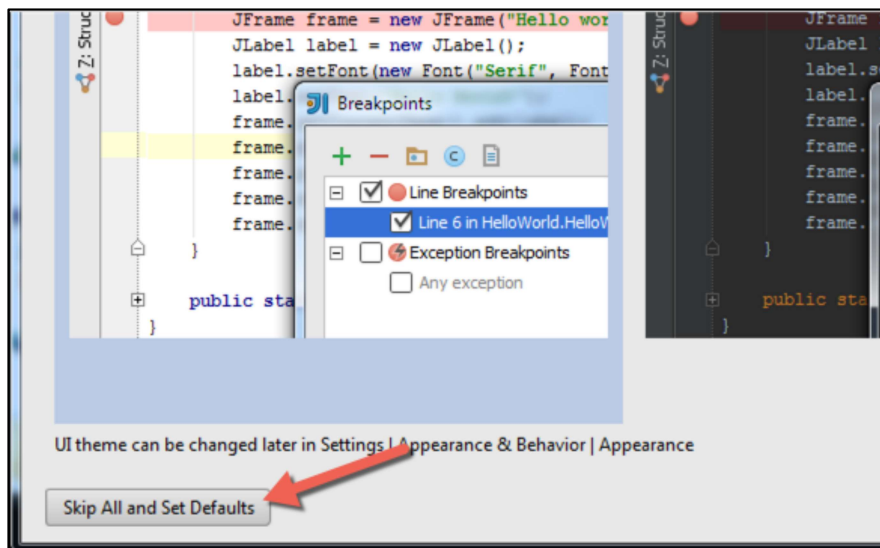 Z: Struc
JFrame frame = new JFrame("Hello wor
JLabel label = new JLabel();
label.setFont(new Font("Serif", Font
label.
frame.
frame.
frame.
frame.
frame.
}
public sta
}
Breakpoints
Line Breakpoints
Line 6 in HelloWorld.HelloW
Exception Breakpoints
Any exception
Z: Struc
JFrame
JLabel
label.s
label.
frame.
frame.
frame.
frame.
frame.
}
public sta
}
UI theme can be changed later in Settings | Appearance & Behavior | Appearance
Skip All and Set Defaults